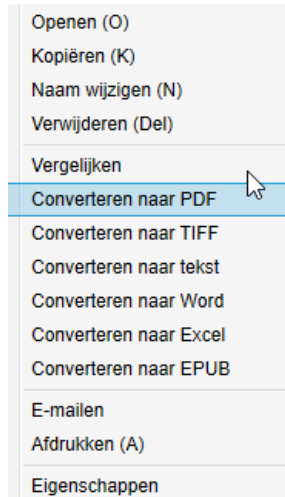 Openen (O)
Kopiëren (K)
Naam wijzigen (N)
Verwijderen (Del)
Vergelijken
Converteren naar PDF
Converteren naar TIFF
Converteren naar tekst
Converteren naar Word
Converteren naar Excel
Converteren naar EPUB
E-mailen
Afdrukken (A)
Eigenschappen